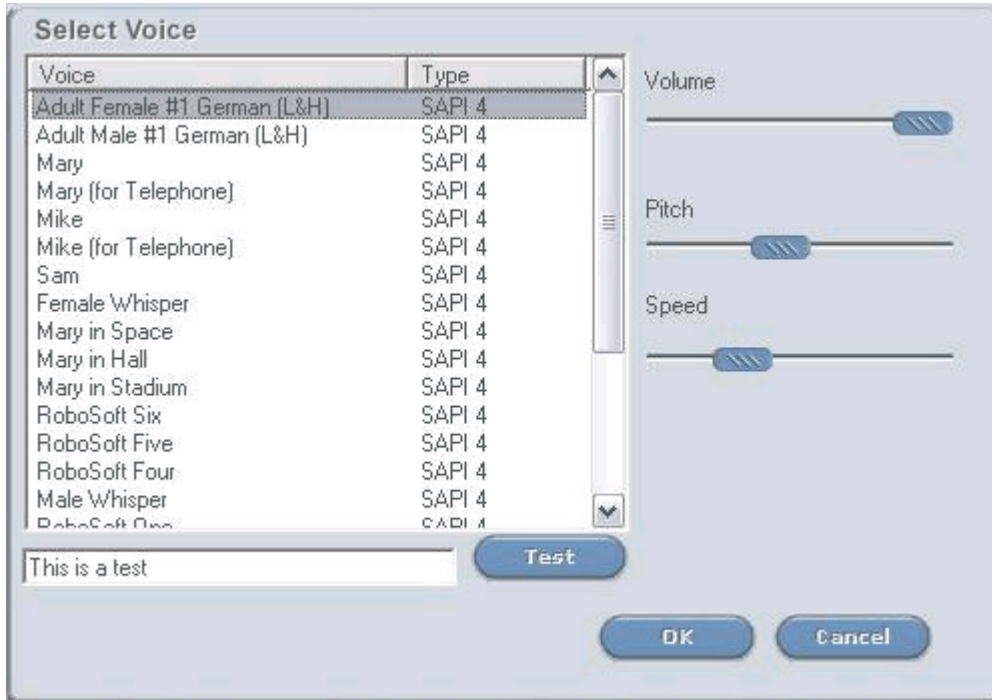 Select Voice
Voice Type
Adult Female #1 German (L&H) SAPI 4
Adult Male #1 German (L&H) SAPI 4
Mary SAPI 4
Mary (for Telephone) SAPI 4
Mike SAPI 4
Mike (for Telephone) SAPI 4
Sam SAPI 4
Female Whisper SAPI 4
Mary in Space SAPI 4
Mary in Hall SAPI 4
Mary in Stadium SAPI 4
RoboSoft Six SAPI 4
RoboSoft Five SAPI 4
RoboSoft Four SAPI 4
Male Whisper SAPI 4
RoboSoft One SAPI 4
Volume
Pitch
Speed
This is a test
Test
OK
Cancel